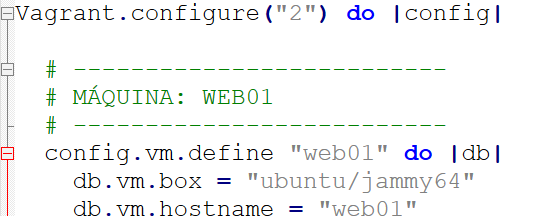 Vagrant.configure("2") do |config|
# --------------------------
# MÁQUINA: WEB01
# --------------------------
config.vm.define "web01" do |db|
db.vm.box = "ubuntu/jammy64"
db.vm.hostname = "web01"